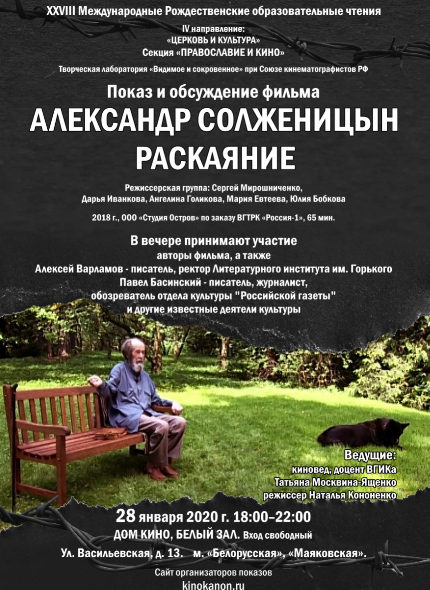 XXVIII Международные Рождественские образовательные чтения
IV направление:
«ЦЕРКОВЬ И КУЛЬТУРА»
Секция «ПРАВОСЛАВИЕ И КИНО»
Творческая лаборатория «Видимое и сокровенное» при Союзе кинематографистов РФ
Показ и обсуждение фильма
АЛЕКСАНДР СОЛЖЕНИЦЫН
РАСКАЯНИЕ
Режиссерская группа: Сергей Мирошниченко,
Дарья Иванкова, Ангелина Голикова, Мария Евтеева, Юлия Бобкова
2018 г., ООО «Студия Остров» по заказу ВГТРК «Россия-1», 65 мин.
В вечере принимают участие
авторы фильма, а также
Алексей Варламов - писатель, ректор Литературного института им. Горького
Павел Басинский - писатель, журналист,
обозреватель отдела культуры "Российской газеты"
и другие известные деятели культуры
Ведущие:
киновед, доцент ВГИКа
Татьяна Москвина-Ященко
режиссер Наталья Кононенко
28 января 2020 г. 18:00–22:00
ДОМ КИНО, БЕЛЫЙ ЗАЛ. Вход свободный
Ул. Васильевская, д. 13. м. «Белорусская», «Маяковская».
Сайт организаторов показов
kinokanon.ru